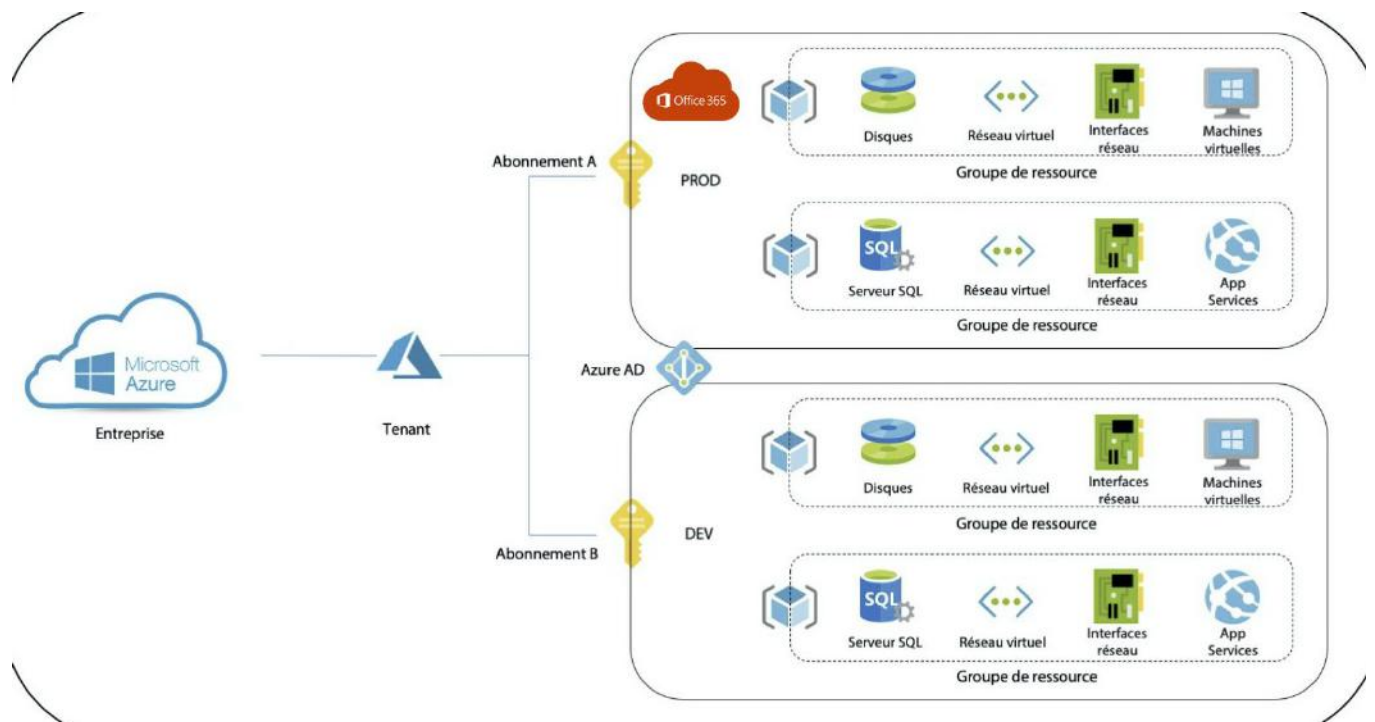 Office 365
Disques
Réseau virtuel
Interfaces
réseau
Machines
virtuelles
Groupe de ressource
Abonnement A
PROD
SQL
Serveur SQL
Réseau virtuel
Interfaces
réseau
App
Services
Groupe de ressource
Microsoft
Azure
Entreprise
Tenant
Azure AD
Disques
Réseau virtuel
Interfaces
réseau
Machines
virtuelles
Groupe de ressource
Abonnement B
DEV
SQL
Serveur SQL
Réseau virtuel
Interfaces
réseau
App
Services
Groupe de ressource